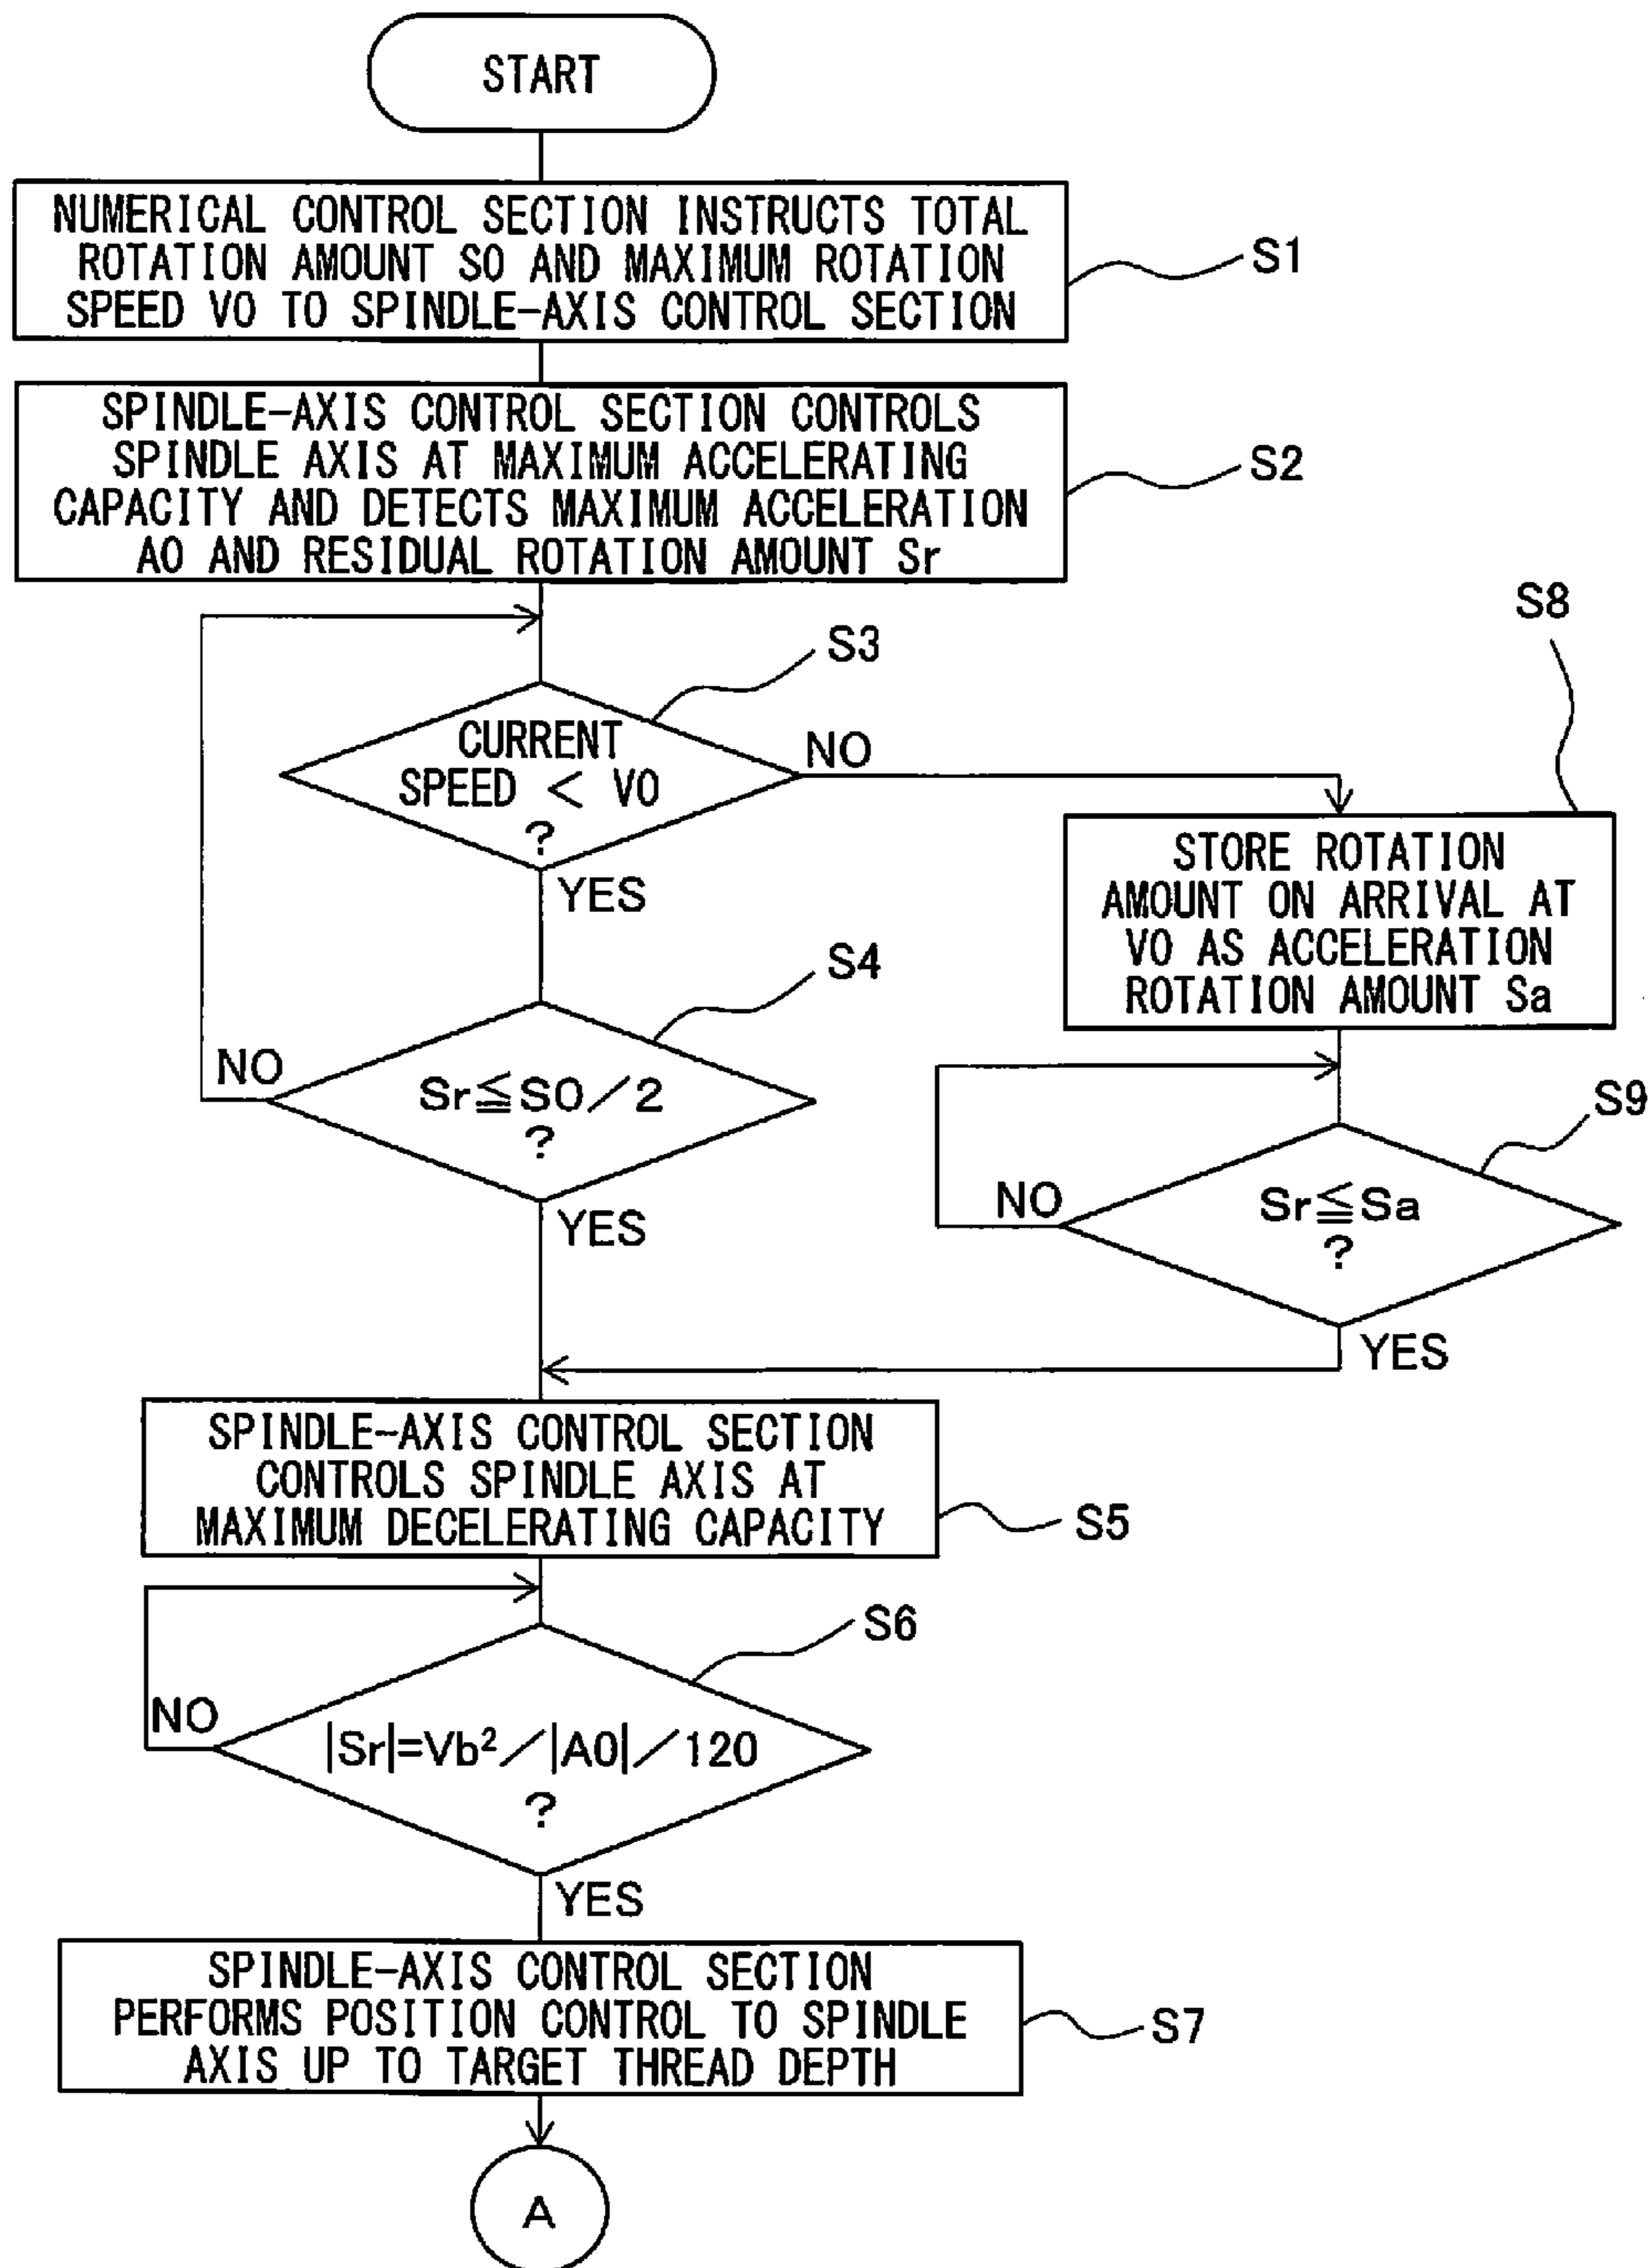 START
NUMERICAL CONTROL SECTION INSTRUCTS TOTAL
ROTATION AMOUNT S0 AND MAXIMUM ROTATION
SPEED V0 TO SPINDLE-AXIS CONTROL SECTION
S1
SPINDLE-AXIS CONTROL SECTION CONTROLS
SPINDLE AXIS AT MAXIMUM ACCELERATING
CAPACITY AND DETECTS MAXIMUM ACCELERATION
A0 AND RESIDUAL ROTATION AMOUNT Sr
S2
S3
CURRENT
SPEED < V0
?
NO
YES
S8
STORE ROTATION
AMOUNT ON ARRIVAL AT
V0 AS ACCELERATION
ROTATION AMOUNT Sa
S4
Sr≦S0/2
?
NO
YES
S9
Sr≦Sa
?
NO
YES
SPINDLE-AXIS CONTROL SECTION
CONTROLS SPINDLE AXIS AT
MAXIMUM DECELERATING CAPACITY
S5
S6
|Sr|=Vb²/|A0|/120
?
NO
YES
SPINDLE-AXIS CONTROL SECTION
PERFORMS POSITION CONTROL TO SPINDLE
AXIS UP TO TARGET THREAD DEPTH
S7
A